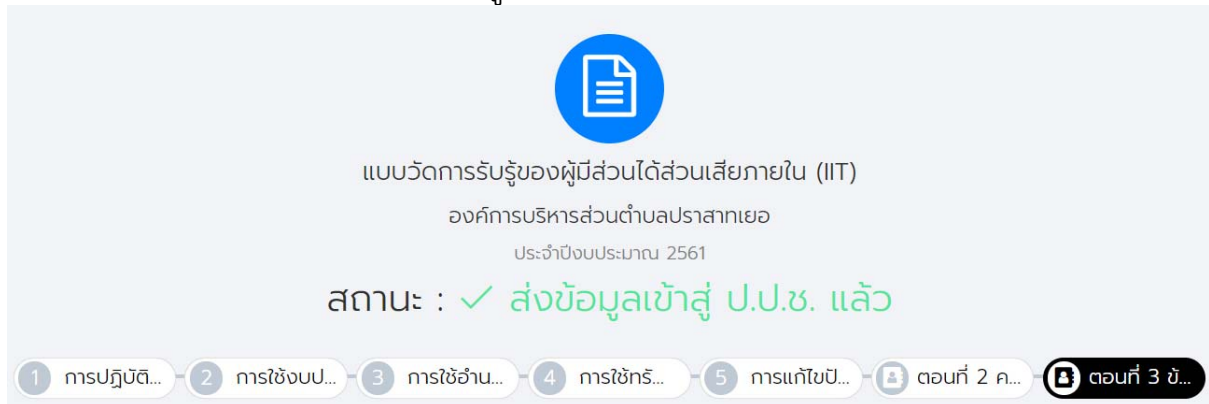 แบบวัดการรับรู้ของผู้มีส่วนได้ส่วนเสียภายใน (IIT)
องค์การบริหารส่วนตำบลปราสาทเยอ
ประจำปีงบประมาณ 2561
สถานะ : ✓ ส่งข้อมูลเข้าสู่ ป.ป.ช. แล้ว
1 การปฏิบัติ... 2 การใช้งบป... 3 การใช้อำน... 4 การใช้ทรั... 5 การแก้ไขปั... ตอนที่ 2 ค... ตอนที่ 3 ข้...